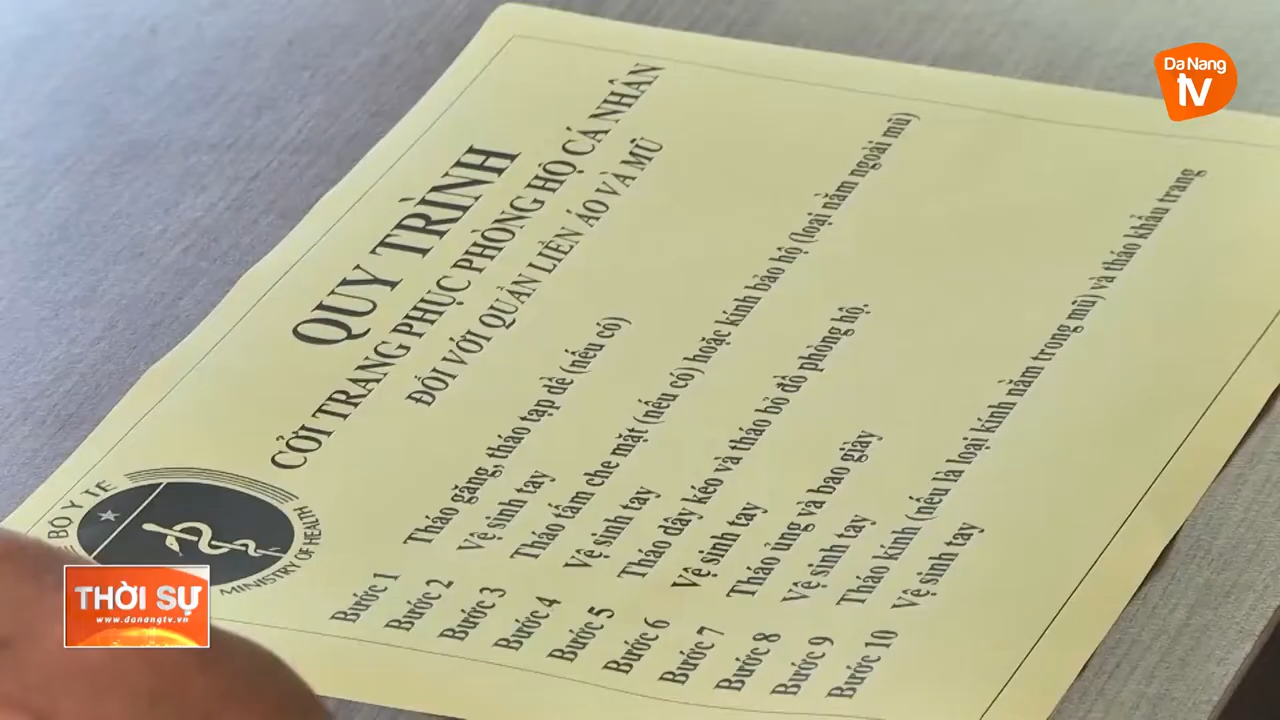 Da Nang
tv
BỘ Y TẾ
MINISTRY OF HEALTH
QUY TRÌNH
CỞI TRANG PHỤC PHÒNG HỘ CÁ NHÂN
ĐỐI VỚI QUẦN LIỀN ÁO VÀ MŨ
Bước 1 Tháo găng, tháo tạp dề (nếu có)
Bước 2 Vệ sinh tay
Bước 3 Tháo tấm che mặt (nếu có) hoặc kính bảo hộ (loại nằm ngoài mũ)
Bước 4 Vệ sinh tay
Bước 5 Tháo dây kéo và tháo bỏ đồ phòng hộ.
Bước 6 Vệ sinh tay
Bước 7 Tháo ủng và bao giày
Bước 8 Vệ sinh tay
Bước 9 Tháo kính (nếu là loại kính nằm trong mũ) và tháo khẩu trang
Bước 10 Vệ sinh tay
THỜI SỰ
www.danangtv.vn